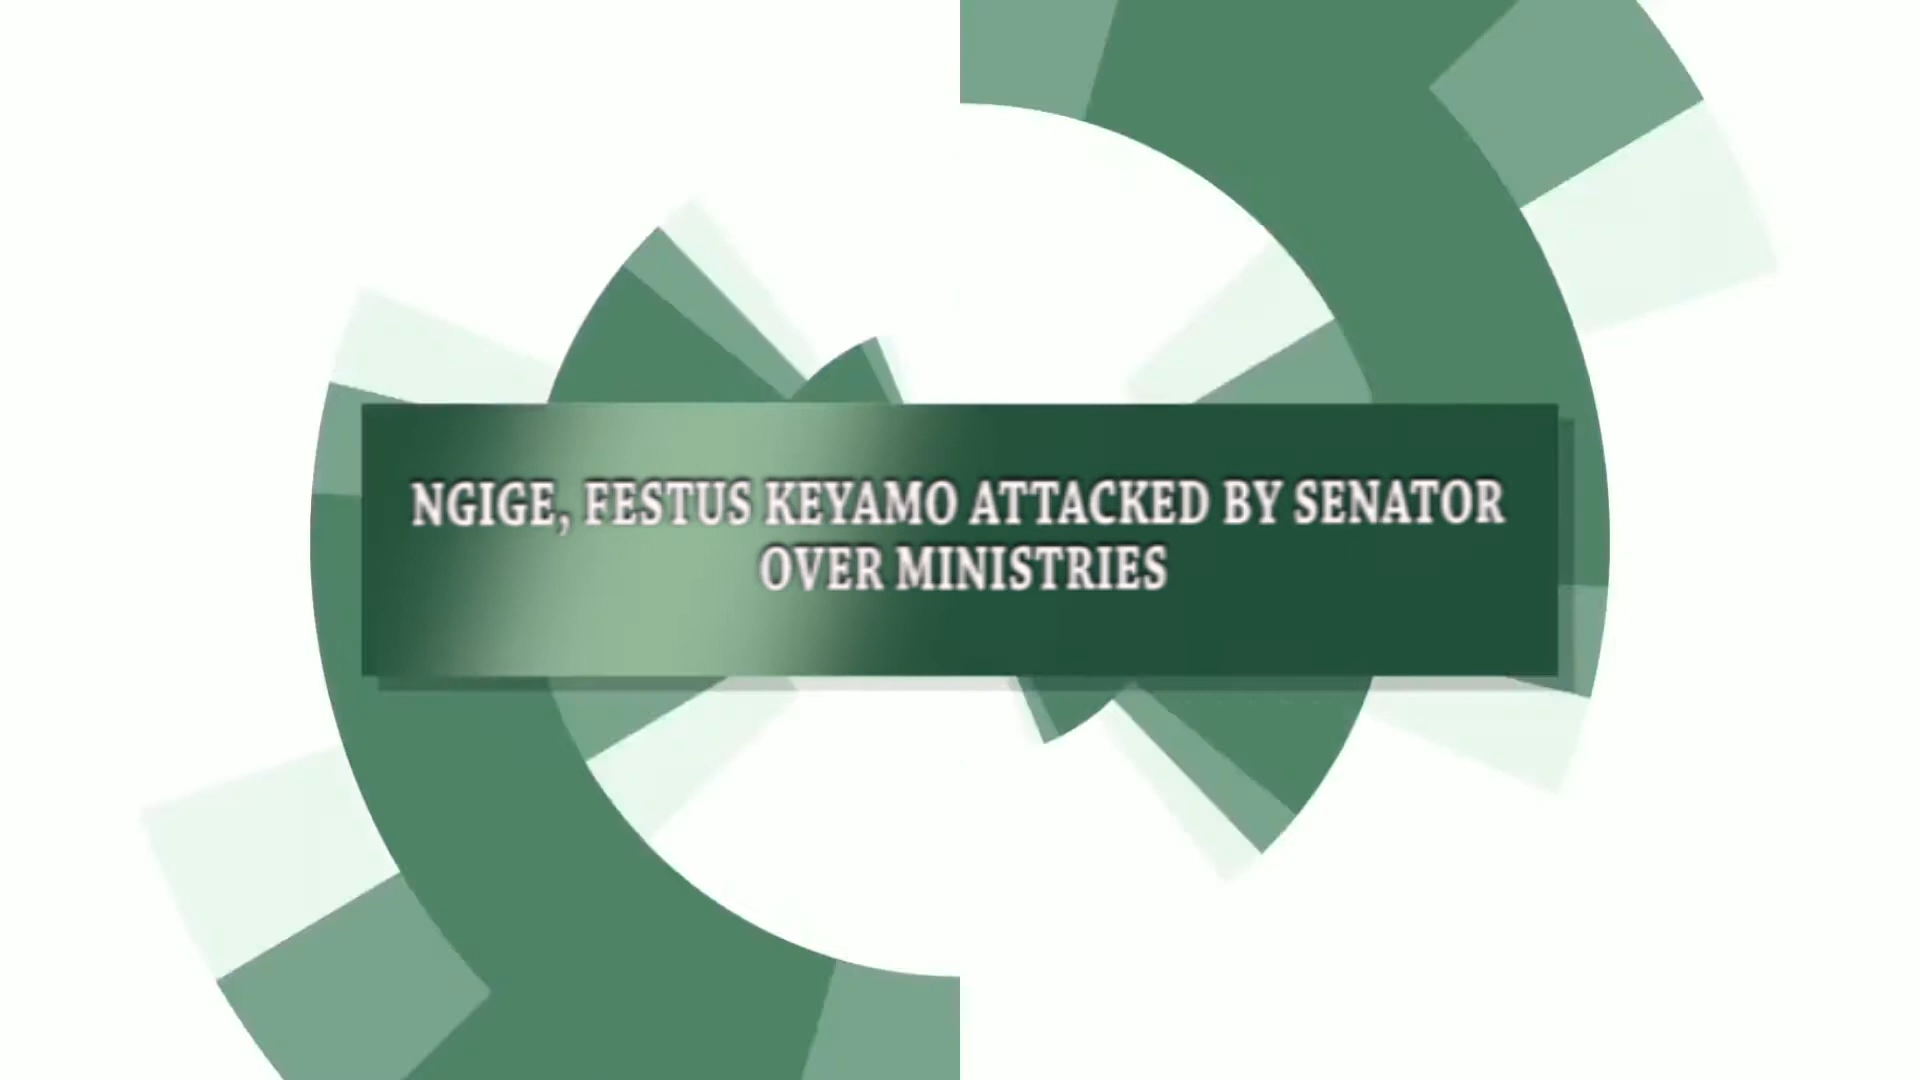 NGIGE, FESTUS KEYAMO ATTACKED BY SENATOR
OVER MINISTRIES